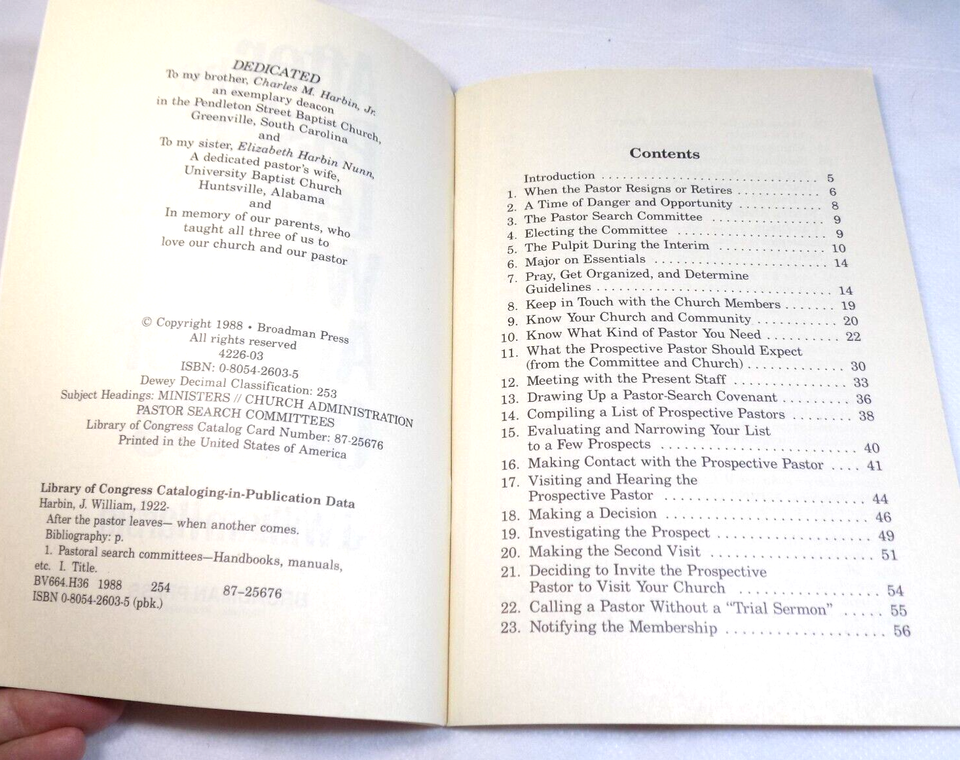 DEDICATED
To my brother, Charles M. Harbin, Jr.
an exemplary deacon
in the Pendleton Street Baptist Church,
Greenville, South Carolina
and
To my sister, Elizabeth Harbin Nunn,
A dedicated pastor's wife,
University Baptist Church
Huntsville, Alabama
and
In memory of our parents, who
taught all three of us to
love our church and our pastor
© Copyright 1988 • Broadman Press
All rights reserved
4226-03
ISBN: 0-8054-2603-5
Dewey Decimal Classification: 253
Subject Headings: MINISTERS // CHURCH ADMINISTRATION
PASTOR SEARCH COMMITTEES
Library of Congress Catalog Card Number: 87-25676
Printed in the United States of America
Library of Congress Cataloging-in-Publication Data
Harbin, J. William, 1922-
After the pastor leaves— when another comes.
Bibliography: p.
1. Pastoral search committees—Handbooks, manuals,
etc. I. Title.
BV664.H36 1988 254 87–25676
ISBN 0-8054-2603-5 (pbk.)
Contents
Introduction . . . . . . . . . . . . . . . . . . . . . . . . . . . . . . . 5
1. When the Pastor Resigns or Retires . . . . . . . . . . . . 6
2. A Time of Danger and Opportunity . . . . . . . . . . . . 8
3. The Pastor Search Committee . . . . . . . . . . . . . . . . 9
4. Electing the Committee . . . . . . . . . . . . . . . . . . . . . 9
5. The Pulpit During the Interim . . . . . . . . . . . . . . . 10
6. Major on Essentials . . . . . . . . . . . . . . . . . . . . . . . . 14
7. Pray, Get Organized, and Determine
Guidelines . . . . . . . . . . . . . . . . . . . . . . . . . . . . . . . 14
8. Keep in Touch with the Church Members . . . . . . . 19
9. Know Your Church and Community . . . . . . . . . . . 20
10. Know What Kind of Pastor You Need . . . . . . . . . . 22
11. What the Prospective Pastor Should Expect
(from the Committee and Church) . . . . . . . . . . . . 30
12. Meeting with the Present Staff . . . . . . . . . . . . . . 33
13. Drawing Up a Pastor-Search Covenant . . . . . . . . . 36
14. Compiling a List of Prospective Pastors . . . . . . . . 38
15. Evaluating and Narrowing Your List
to a Few Prospects . . . . . . . . . . . . . . . . . . . . . . . 40
16. Making Contact with the Prospective Pastor . . . . 41
17. Visiting and Hearing the
Prospective Pastor . . . . . . . . . . . . . . . . . . . . . . . 44
18. Making a Decision . . . . . . . . . . . . . . . . . . . . . . . 46
19. Investigating the Prospect . . . . . . . . . . . . . . . . . 49
20. Making the Second Visit . . . . . . . . . . . . . . . . . . 51
21. Deciding to Invite the Prospective
Pastor to Visit Your Church . . . . . . . . . . . . . . . . 54
22. Calling a Pastor Without a “Trial Sermon” . . . . . 55
23. Notifying the Membership . . . . . . . . . . . . . . . . . 56